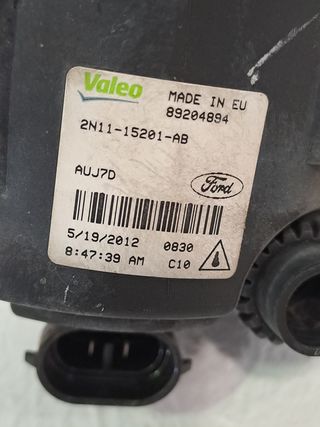 Valeo
MADE IN EU
89204894
2N11-15201-AB
AUJ7D
Ford
5/19/2012 0830
8:47:39 AM C10